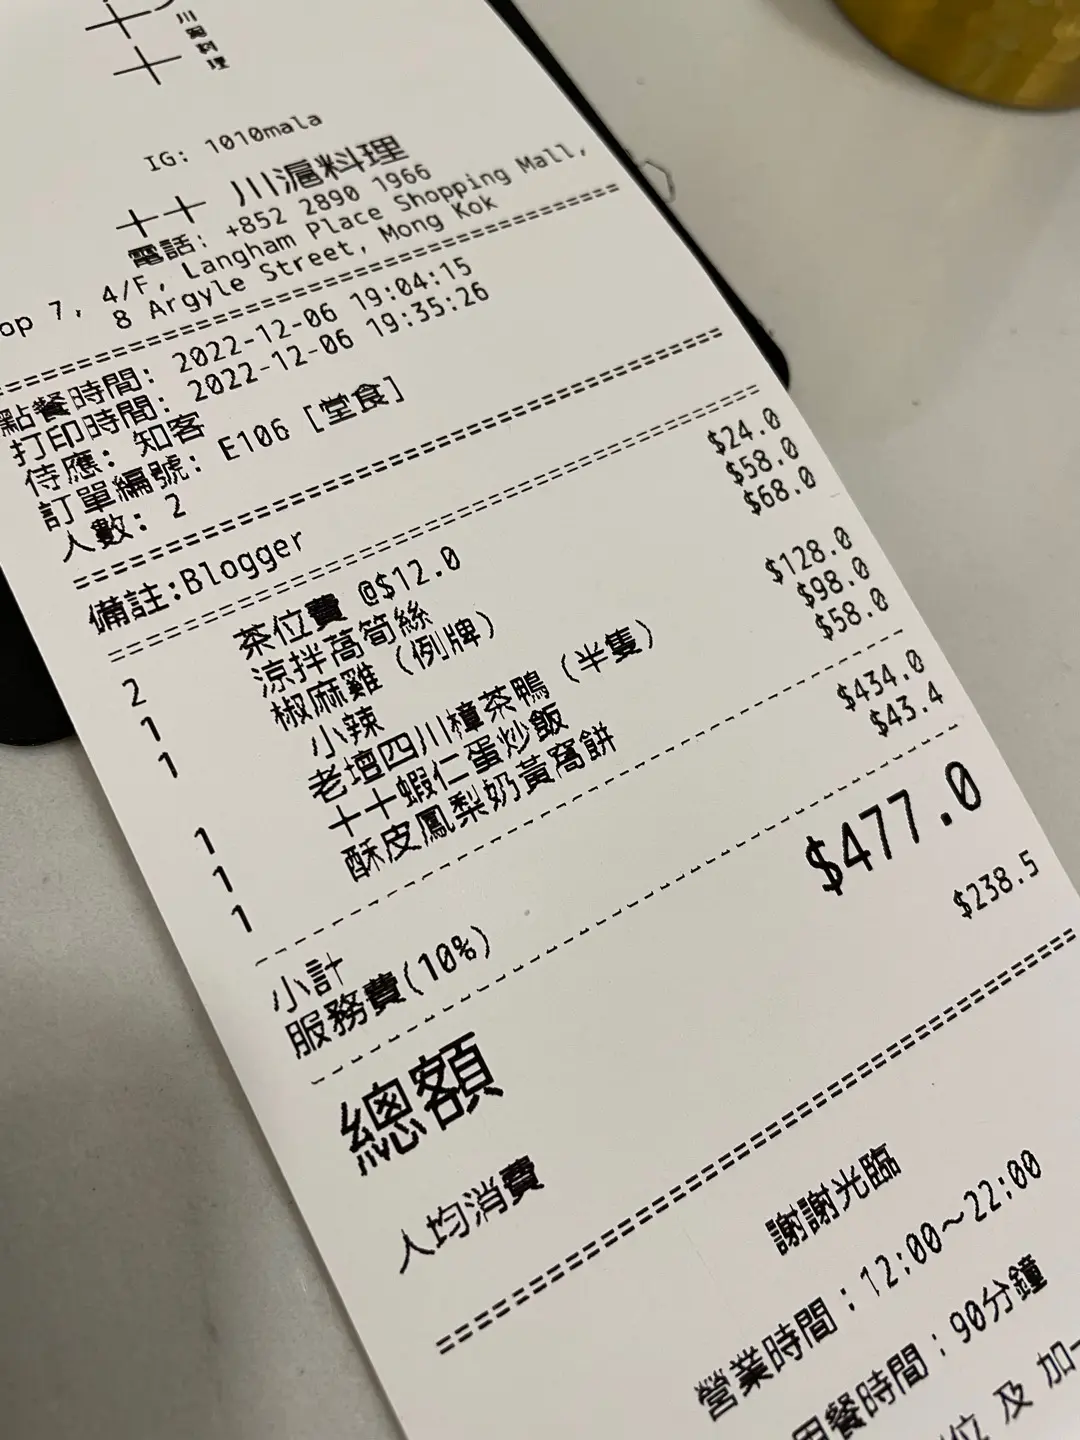 十
十
川滬料理
IG: 1010mala
十十 川滬料理
電話: +852 2890 1966
op 7, 4/F, Langham Place Shopping Mall,
8 Argyle Street, Mong Kok
點餐時間: 2022-12-06 19:04:15
打印時間: 2022-12-06 19:35:26
侍應: 知客
訂單編號: E106 [堂食]
人數: 2
備註:Blogger
2 茶位費 @$12.0 $24.0
1 涼拌萵筍絲 $58.0
1 椒麻雞 (例牌) $68.0
小辣
1 老壇四川樟茶鴨 (半隻) $128.0
1 十十蝦仁蛋炒飯 $98.0
1 酥皮鳳梨奶黃窩餅 $58.0
小計 $434.0
服務費(10%) $43.4
總額 $477.0
人均消費 $238.5
謝謝光臨
營業時間：12:00~22:00
用餐時間：90分鐘
位 及 加一